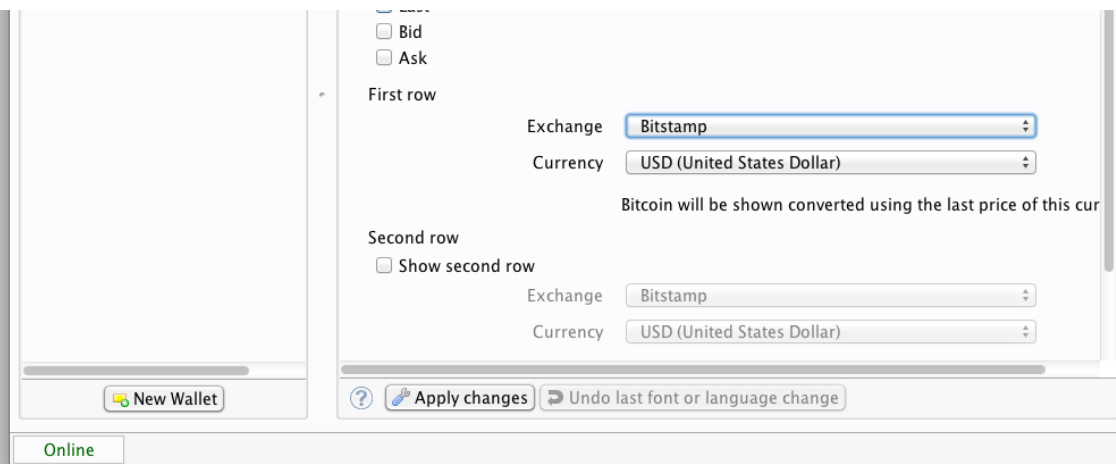 Bid
Ask
First row
Exchange Bitstamp
Currency USD (United States Dollar)
Bitcoin will be shown converted using the last price of this cur
Second row
Show second row
Exchange Bitstamp
Currency USD (United States Dollar)
New Wallet ? Apply changes Undo last font or language change
Online